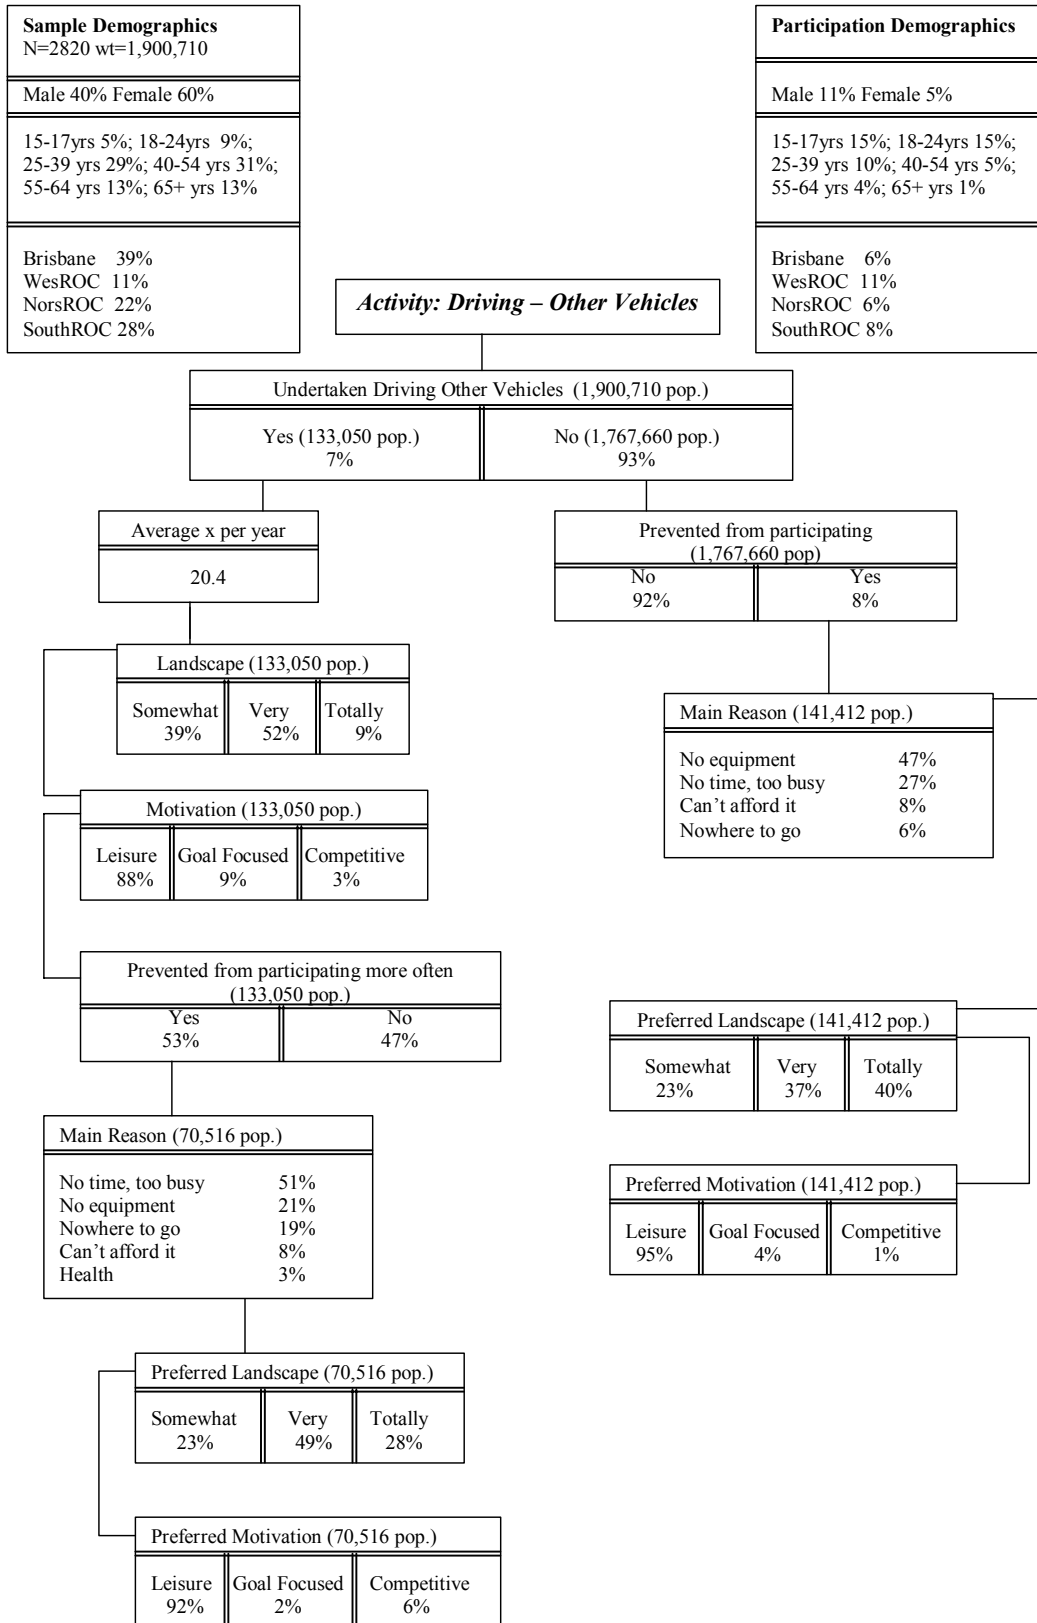 Sample Demographics
N=2820 wt=1,900,710
Male 40% Female 60%
15-17yrs 5%; 18-24yrs 9%;
25-39 yrs 29%; 40-54 yrs 31%;
55-64 yrs 13%; 65+ yrs 13%
Brisbane 39%
WesROC 11%
NorsROC 22%
SouthROC 28%
Participation Demographics
Male 11% Female 5%
15-17yrs 15%; 18-24yrs 15%;
25-39 yrs 10%; 40-54 yrs 5%;
55-64 yrs 4%; 65+ yrs 1%
Brisbane 6%
WesROC 11%
NorsROC 6%
SouthROC 8%
Activity: Driving – Other Vehicles
Undertaken Driving Other Vehicles (1,900,710 pop.)
Yes (133,050 pop.) No (1,767,660 pop.)
7% 93%
Average x per year
20.4
Landscape (133,050 pop.)
Somewhat Very Totally
39% 52% 9%
Motivation (133,050 pop.)
Leisure Goal Focused Competitive
88% 9% 3%
Prevented from participating more often
(133,050 pop.)
Yes No
53% 47%
Main Reason (70,516 pop.)
No time, too busy 51%
No equipment 21%
Nowhere to go 19%
Can't afford it 8%
Health 3%
Preferred Landscape (70,516 pop.)
Somewhat Very Totally
23% 49% 28%
Preferred Motivation (70,516 pop.)
Leisure Goal Focused Competitive
92% 2% 6%
Prevented from participating
(1,767,660 pop)
No Yes
92% 8%
Main Reason (141,412 pop.)
No equipment 47%
No time, too busy 27%
Can't afford it 8%
Nowhere to go 6%
Preferred Landscape (141,412 pop.)
Somewhat Very Totally
23% 37% 40%
Preferred Motivation (141,412 pop.)
Leisure Goal Focused Competitive
95% 4% 1%